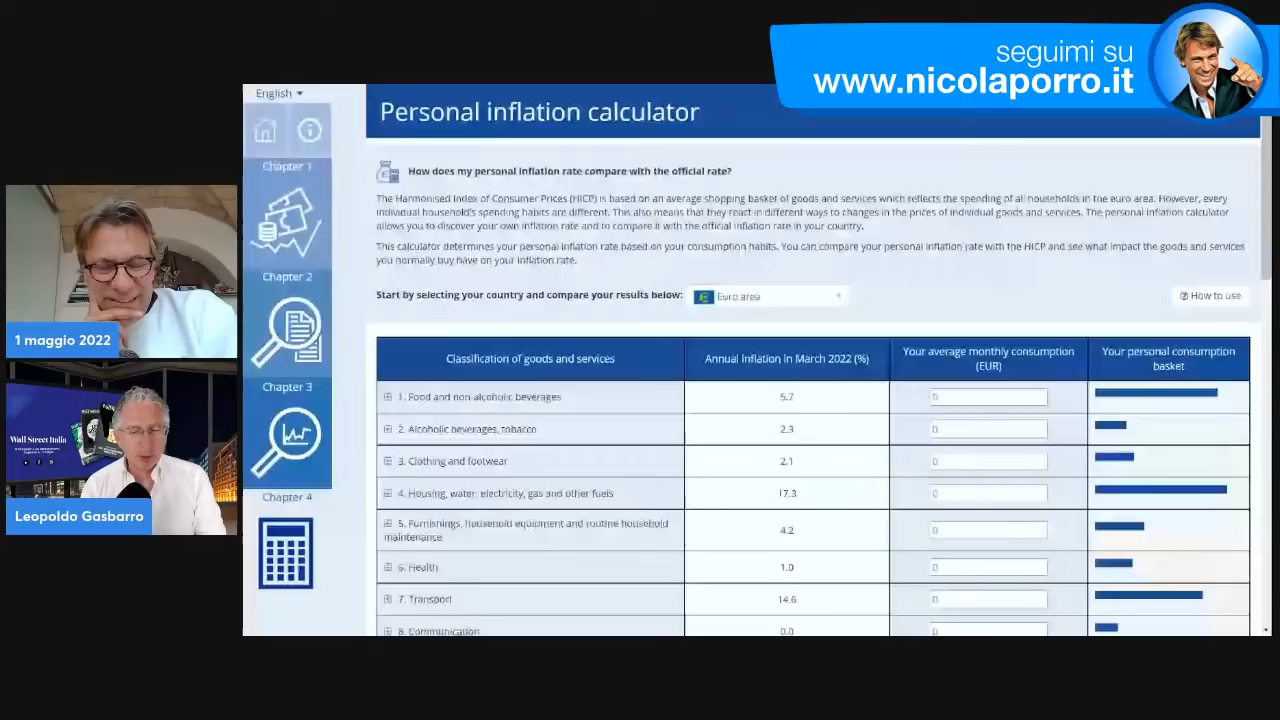 seguimi su
www.nicolaporro.it
English
Personal inflation calculator
Chapter 1
How does my personal inflation rate compare with the official rate?
The Harmonised Index of Consumer Prices (HICP) is based on an average shopping basket of goods and services which reflects the spending of all households in the euro area. However, every
individual household's spending habits are different. This also means that they react in different ways to changes in the prices of individual goods and services. The personal inflation calculator
allows you to discover your own inflation rate and to compare it with the official inflation rate in your country.
This calculator determines your personal inflation rate based on your consumption habits. You can compare your personal inflation rate with the HICP and see what impact the goods and services
you normally buy have on your inflation rate.
Chapter 2
Start by selecting your country and compare your results below:
Euro area
How to use
1 maggio 2022
Classification of goods and services
Annual inflation in March 2022 (%)
Your average monthly consumption
(EUR)
Your personal consumption
basket
Chapter 3
1. Food and non-alcoholic beverages 5.7 0
2. Alcoholic beverages, tobacco 2.3 0
3. Clothing and footwear 2.1 0
4. Housing, water, electricity, gas and other fuels 17.3 0
5. Furnishings, household equipment and routine household
maintenance 4.2 0
6. Health 1.0 0
7. Transport 14.6 0
8. Communication 0.0 0
Chapter 4
Wall Street Italia
Leopoldo Gasbarro